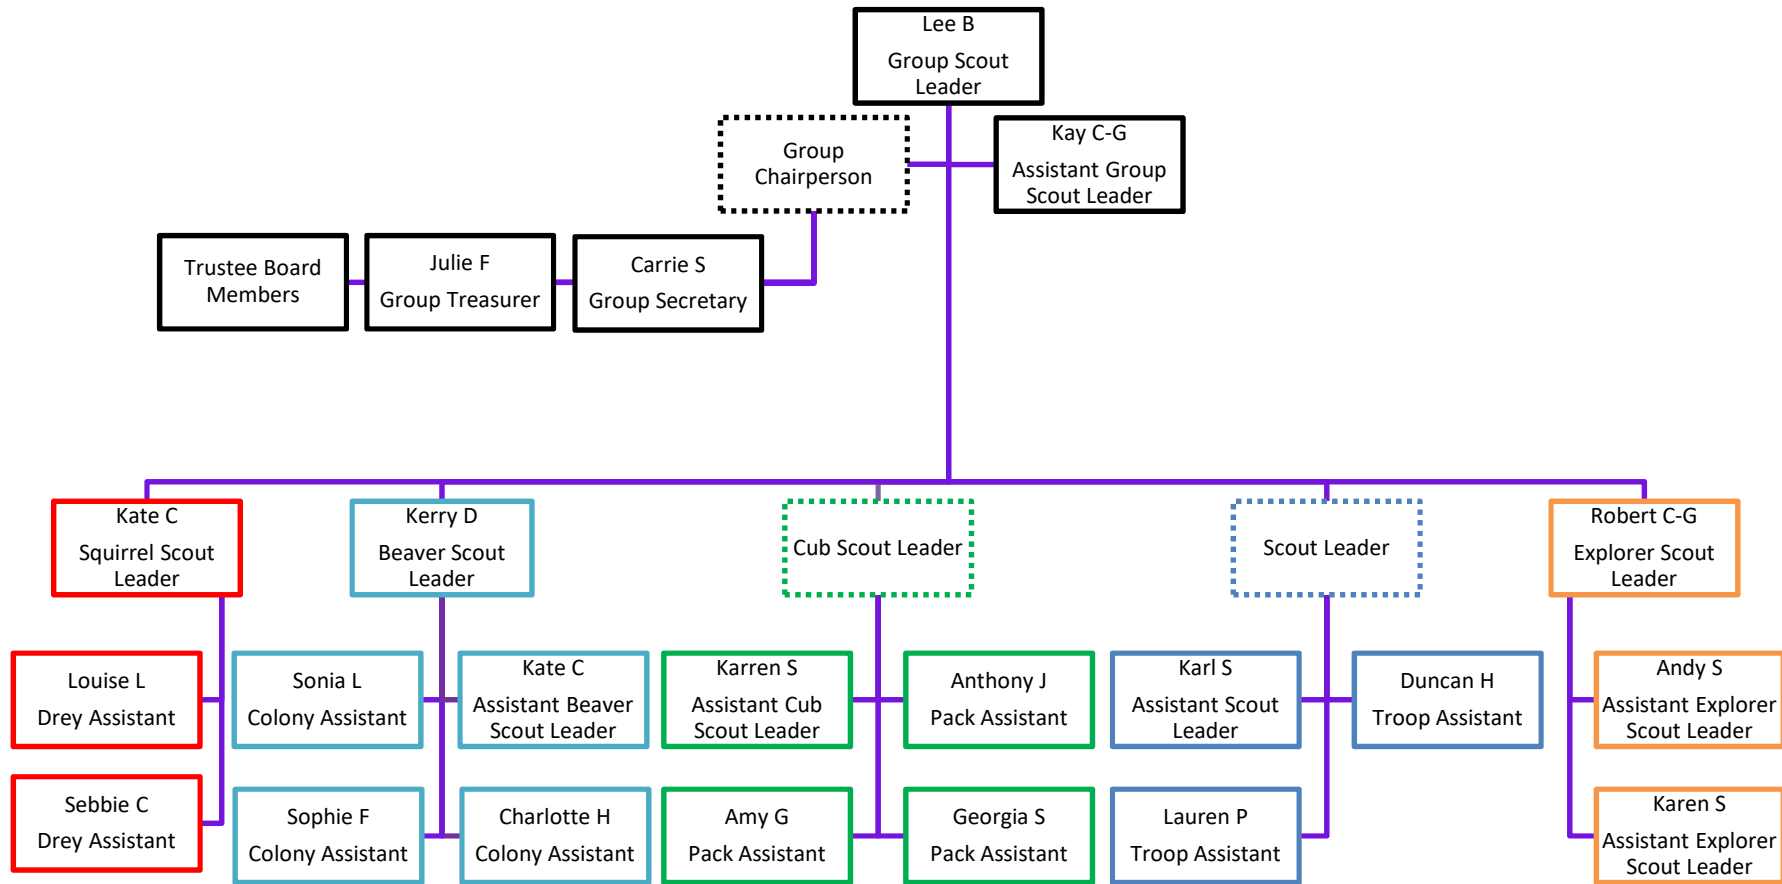 Lee B
Group Scout
Leader
Group
Chairperson
Kay C-G
Assistant Group
Scout Leader
Trustee Board
Members
Julie F
Group Treasurer
Carrie S
Group Secretary
Kate C
Squirrel Scout
Leader
Kerry D
Beaver Scout
Leader
Cub Scout Leader
Scout Leader
Robert C-G
Explorer Scout
Leader
Louise L
Drey Assistant
Sonia L
Colony Assistant
Kate C
Assistant Beaver
Scout Leader
Karren S
Assistant Cub
Scout Leader
Anthony J
Pack Assistant
Karl S
Assistant Scout
Leader
Duncan H
Troop Assistant
Andy S
Assistant Explorer
Scout Leader
Sebbie C
Drey Assistant
Sophie F
Colony Assistant
Charlotte H
Colony Assistant
Amy G
Pack Assistant
Georgia S
Pack Assistant
Lauren P
Troop Assistant
Karen S
Assistant Explorer
Scout Leader